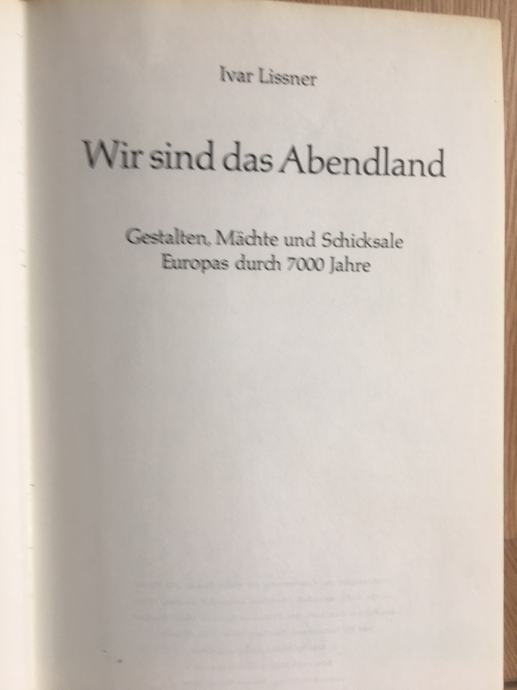 Ivar Lissner
Wir sind das Abendland
Gestalten, Mächte und Schicksale
Europas durch 7000 Jahre